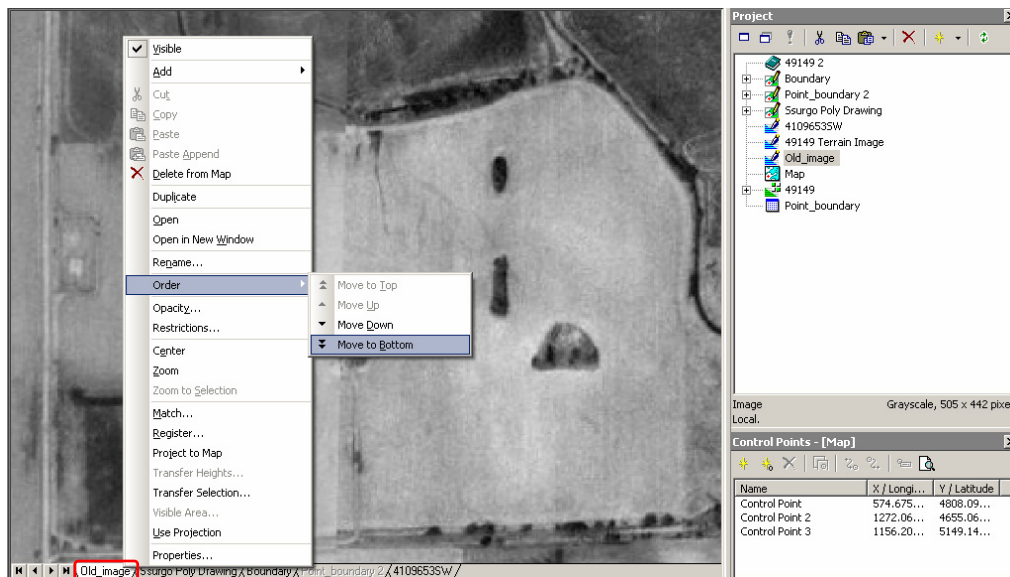 Visible
Add
Cut
Copy
Paste
Paste Append
Delete from Map
Duplicate
Open
Open in New Window
Rename...
Order
Opacity...
Restrictions...
Center
Zoom
Zoom to Selection
Match...
Register...
Project to Map
Transfer Heights...
Transfer Selection...
Visible Area...
Use Projection
Properties...
Move to Top
Move Up
Move Down
Move to Bottom
Old_image / Ssurgo Poly Drawing / Boundary / Point_boundary 2 / 4109653SW /
Project
49149 2
Boundary
Point_boundary 2
Ssurgo Poly Drawing
4109653SW
49149 Terrain Image
Old_image
Map
49149
Point_boundary
Image Grayscale, 505 x 442 pixe
Local.
Control Points - [Map]
Name X / Longi... Y / Latitude
Control Point 574.675... 4808.09...
Control Point 2 1272.06... 4655.06...
Control Point 3 1156.20... 5149.14...